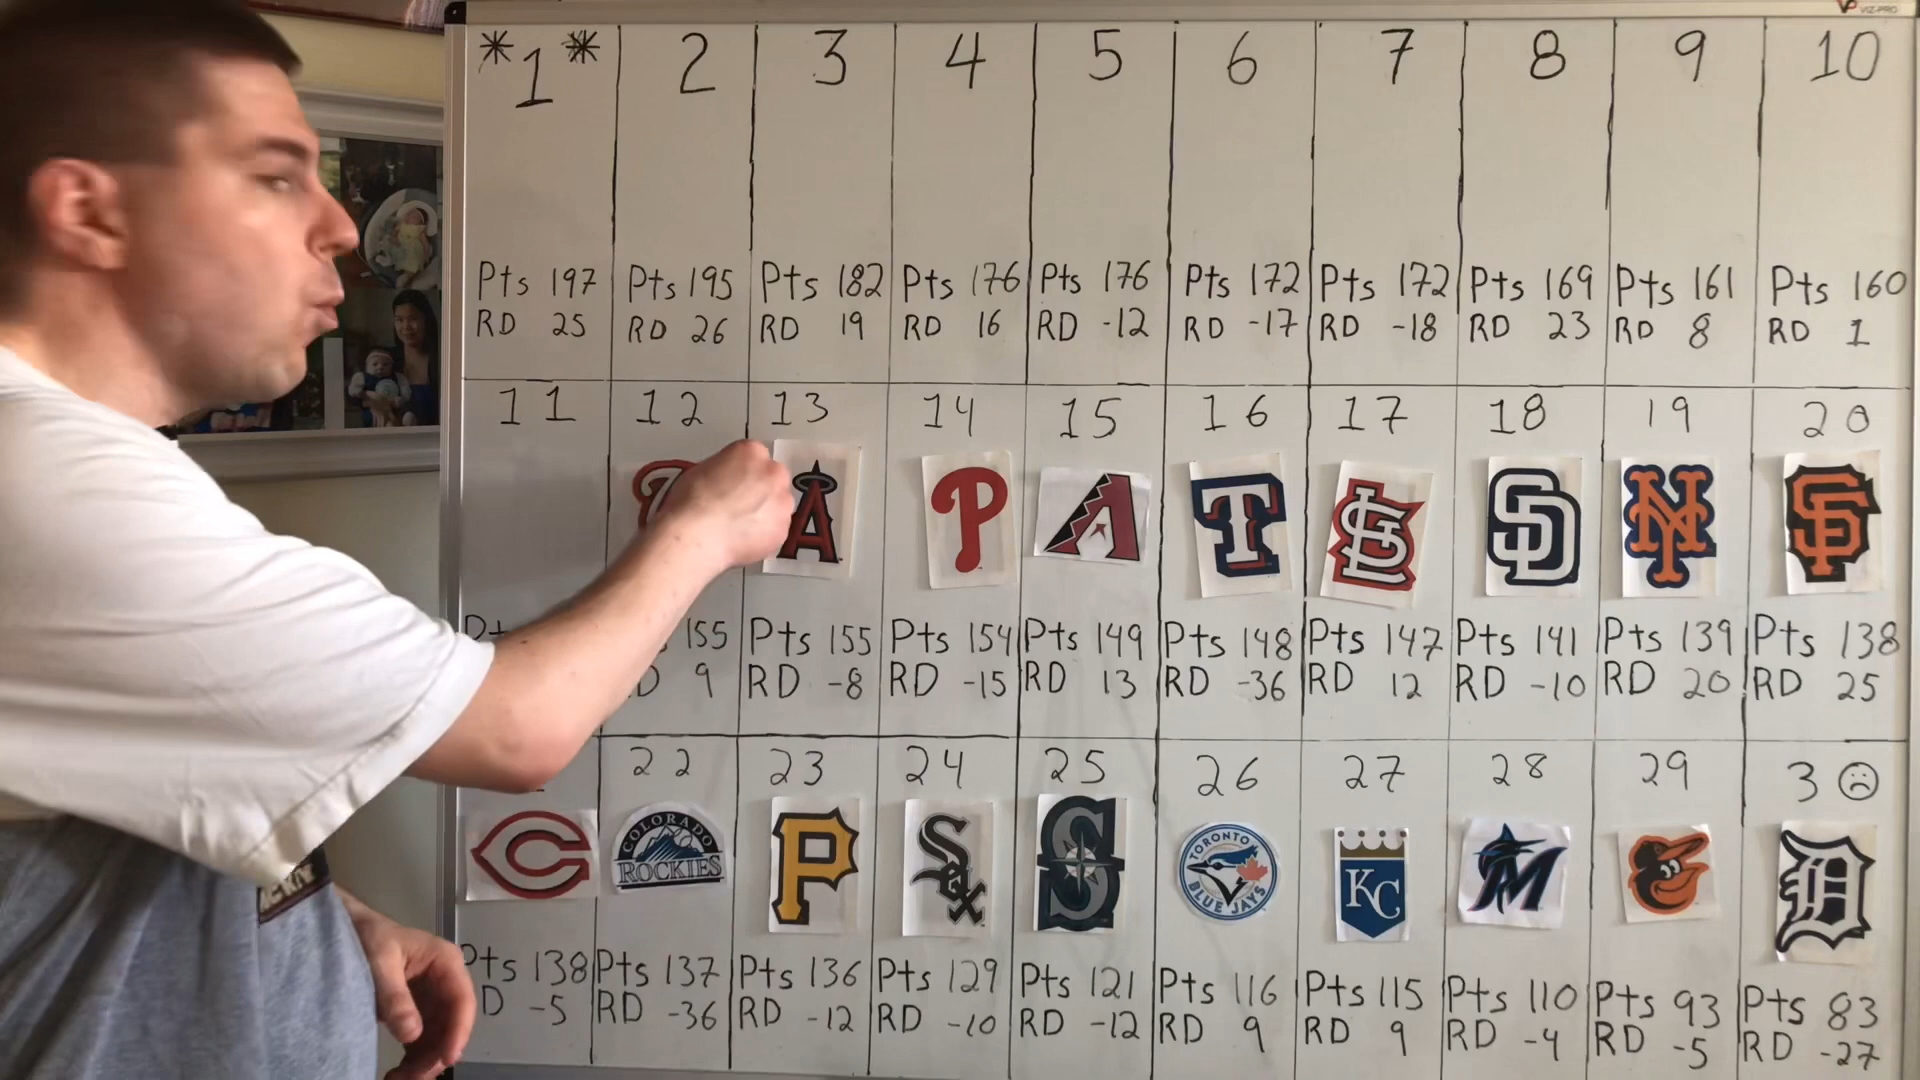 VIZ-PRO
*1* 2 3 4 5 6 7 8 9 10
Pts 197 Pts 195 Pts 182 Pts 176 Pts 176 Pts 172 Pts 172 Pts 169 Pts 161 Pts 160
RD 25 RD 26 RD 19 RD 16 RD -12 RD -17 RD -18 RD 23 RD 8 RD 1
11 12 13 14 15 16 17 18 19 20
A P A T STL SD NY SF
155 Pts 155 Pts 154 Pts 149 Pts 148 Pts 147 Pts 141 Pts 139 Pts 138
9 RD -8 RD -15 RD 13 RD -36 RD 12 RD -10 RD 20 RD 25
22 23 24 25 26 27 28 29 30
C COLORADO ROCKIES P Sox S TORONTO BLUE JAYS KC M D
Pts 138 Pts 137 Pts 136 Pts 129 Pts 121 Pts 116 Pts 115 Pts 110 Pts 93 Pts 83
D -5 RD -36 RD -12 RD -10 RD -12 RD 9 RD 9 RD -4 RD -5 RD -27